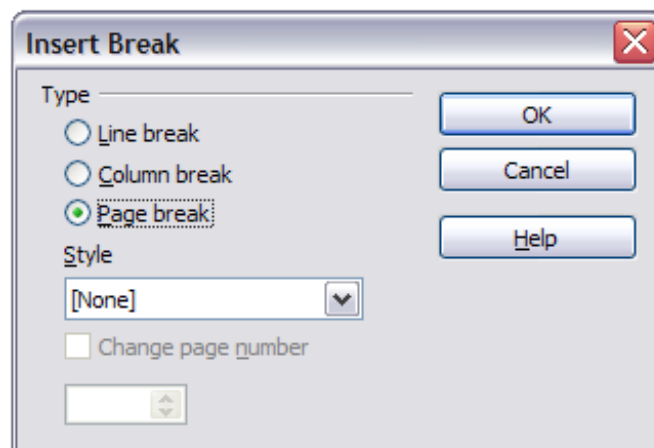 Insert Break
Type
Line break
Column break
Page break
Style
[None]
Change page number
OK
Cancel
Help